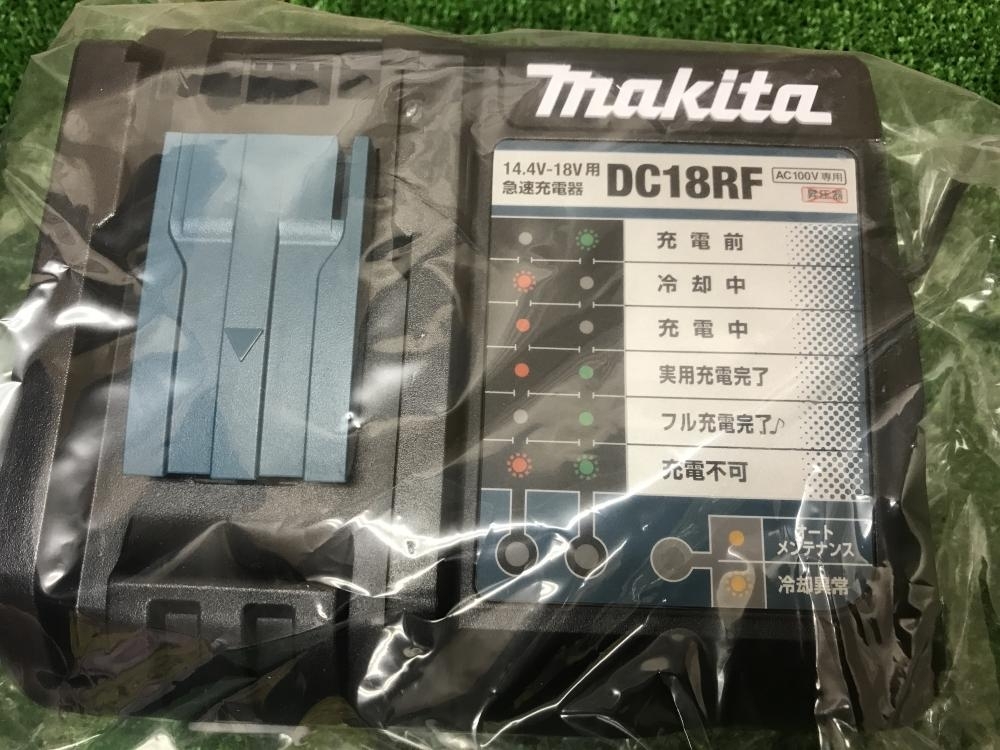 makita
14.4V-18V用
急速充電器
DC18RF
AC100V専用
昇圧器
充電前
冷却中
充電中
実用充電完了
フル充電完了♪
充電不可
オート
メンテナンス
冷却異常